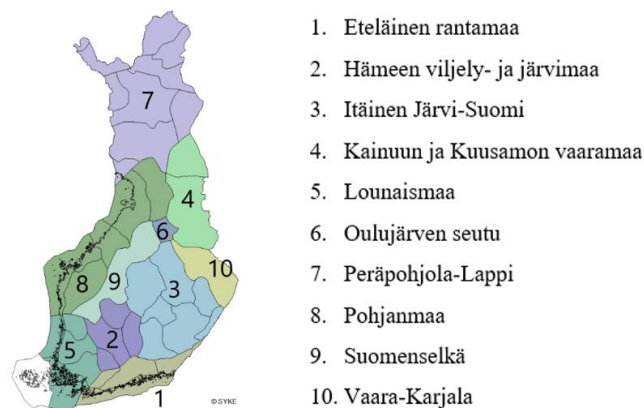 1. Eteläinen rantamaa
2. Hämeen viljely- ja järvimaa
3. Itäinen Järvi-Suomi
4. Kainuun ja Kuusamon vaaramaa
5. Lounaismaa
6. Oulujärven seutu
7. Peräpohjola-Lappi
8. Pohjanmaa
9. Suomenselkä
10. Vaara-Karjala
7
4
6
10
9
8
3
2
5
1
© SYKE